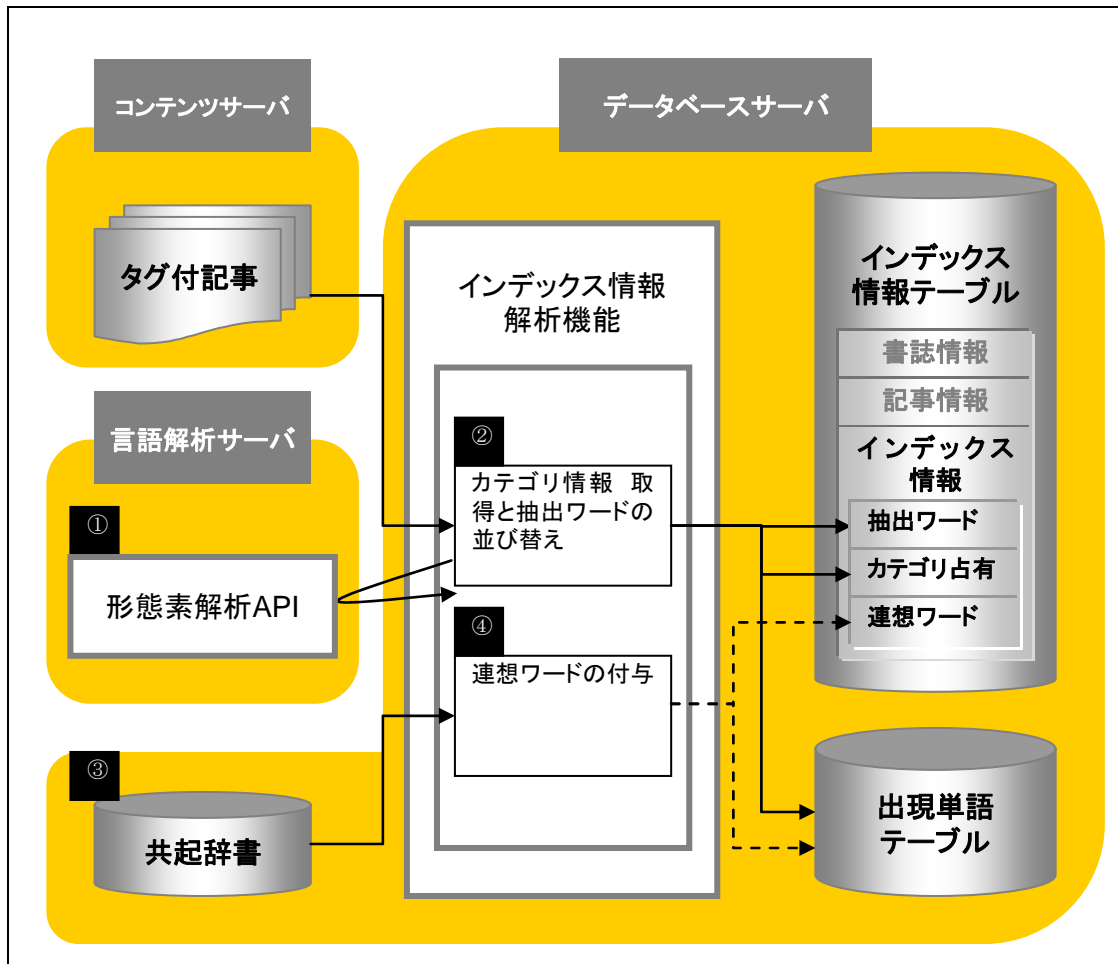 コンテンツサーバ
データベースサーバ
タグ付記事
言語解析サーバ
①
形態素解析API
③
共起辞書
インデックス情報
解析機能
②
カテゴリ情報 取
得と抽出ワードの
並び替え
④
連想ワードの付与
インデックス
情報テーブル
書誌情報
記事情報
インデックス
情報
抽出ワード
カテゴリ占有
連想ワード
出現単語
テーブル